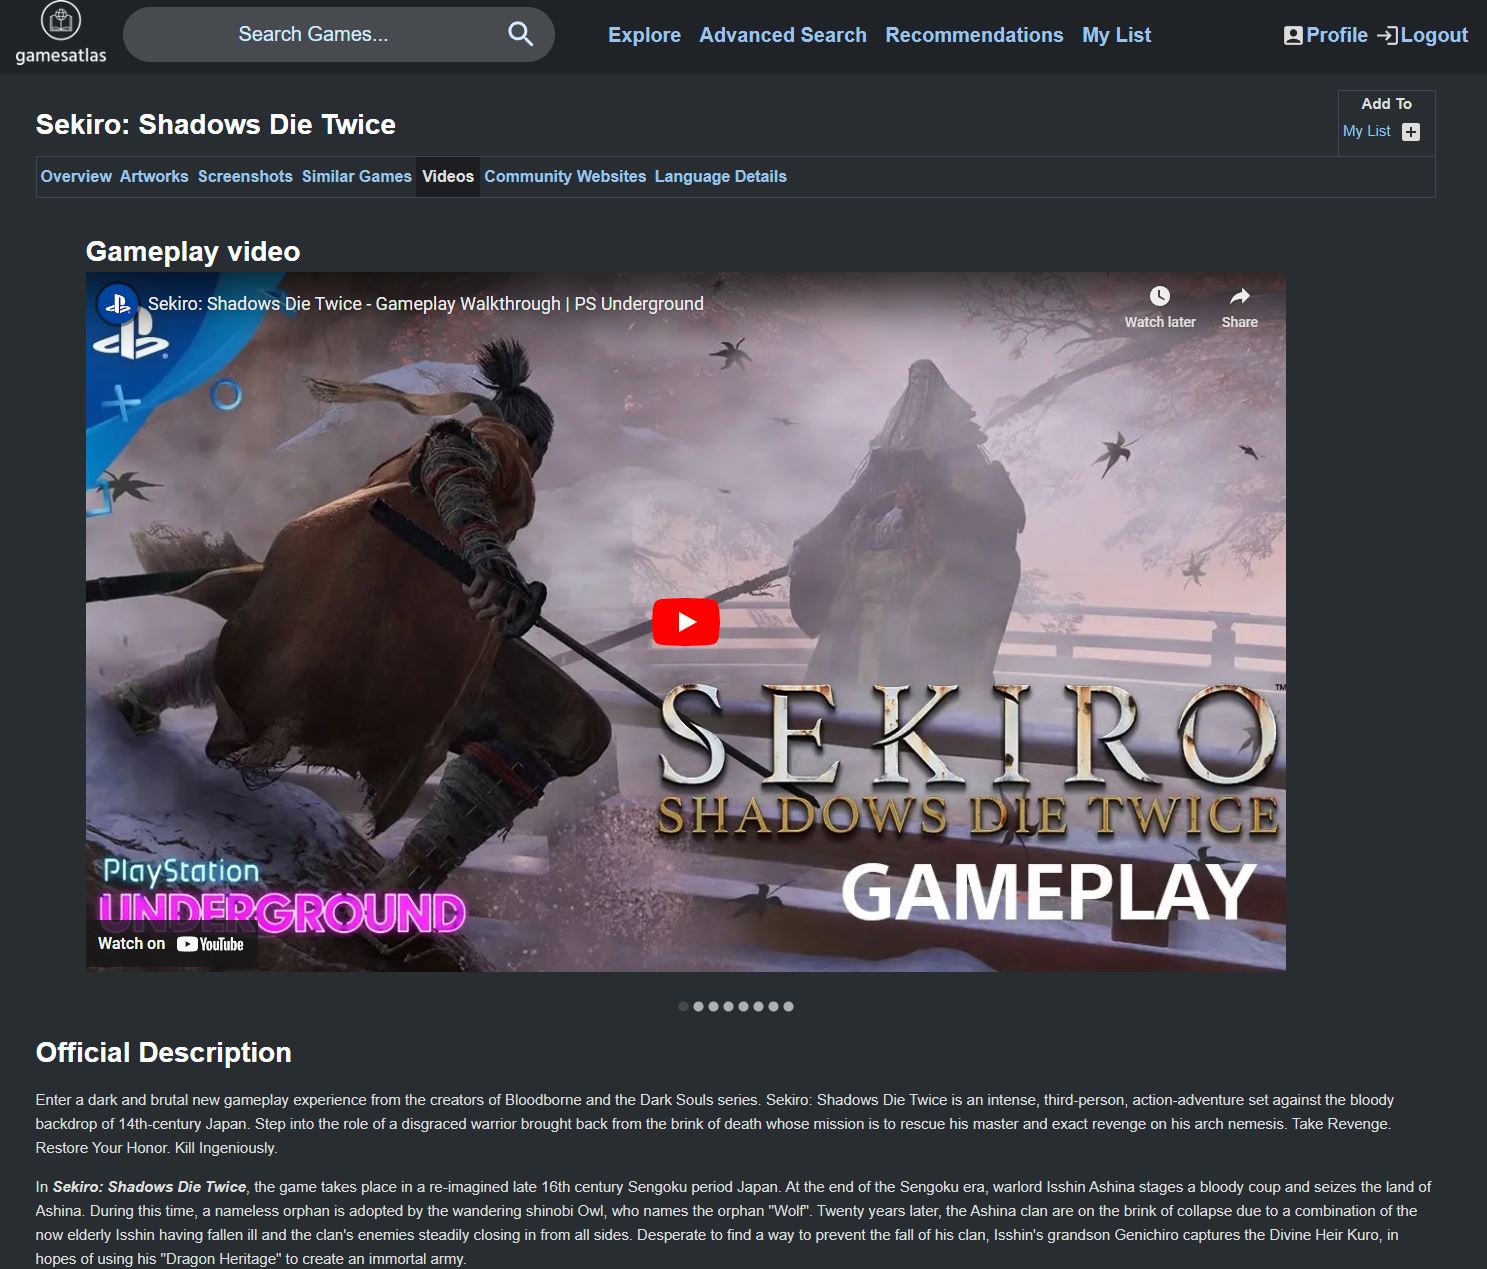 gamesatlas
Search Games...
Explore Advanced Search Recommendations My List
Profile Logout
Sekiro: Shadows Die Twice
Add To
My List
Overview Artworks Screenshots Similar Games Videos Community Websites Language Details
Gameplay video
Sekiro: Shadows Die Twice - Gameplay Walkthrough | PS Underground
Watch later
Share
SEKIRO™
SHADOWS DIE TWICE
GAMEPLAY
PlayStation
UNDERGROUND
Watch on YouTube
Official Description
Enter a dark and brutal new gameplay experience from the creators of Bloodborne and the Dark Souls series. Sekiro: Shadows Die Twice is an intense, third-person, action-adventure set against the bloody
backdrop of 14th-century Japan. Step into the role of a disgraced warrior brought back from the brink of death whose mission is to rescue his master and exact revenge on his arch nemesis. Take Revenge.
Restore Your Honor. Kill Ingeniously.
In Sekiro: Shadows Die Twice, the game takes place in a re-imagined late 16th century Sengoku period Japan. At the end of the Sengoku era, warlord Isshin Ashina stages a bloody coup and seizes the land of
Ashina. During this time, a nameless orphan is adopted by the wandering shinobi Owl, who names the orphan "Wolf". Twenty years later, the Ashina clan are on the brink of collapse due to a combination of the
now elderly Isshin having fallen ill and the clan's enemies steadily closing in from all sides. Desperate to find a way to prevent the fall of his clan, Isshin's grandson Genichiro captures the Divine Heir Kuro, in
hopes of using his "Dragon Heritage" to create an immortal army.